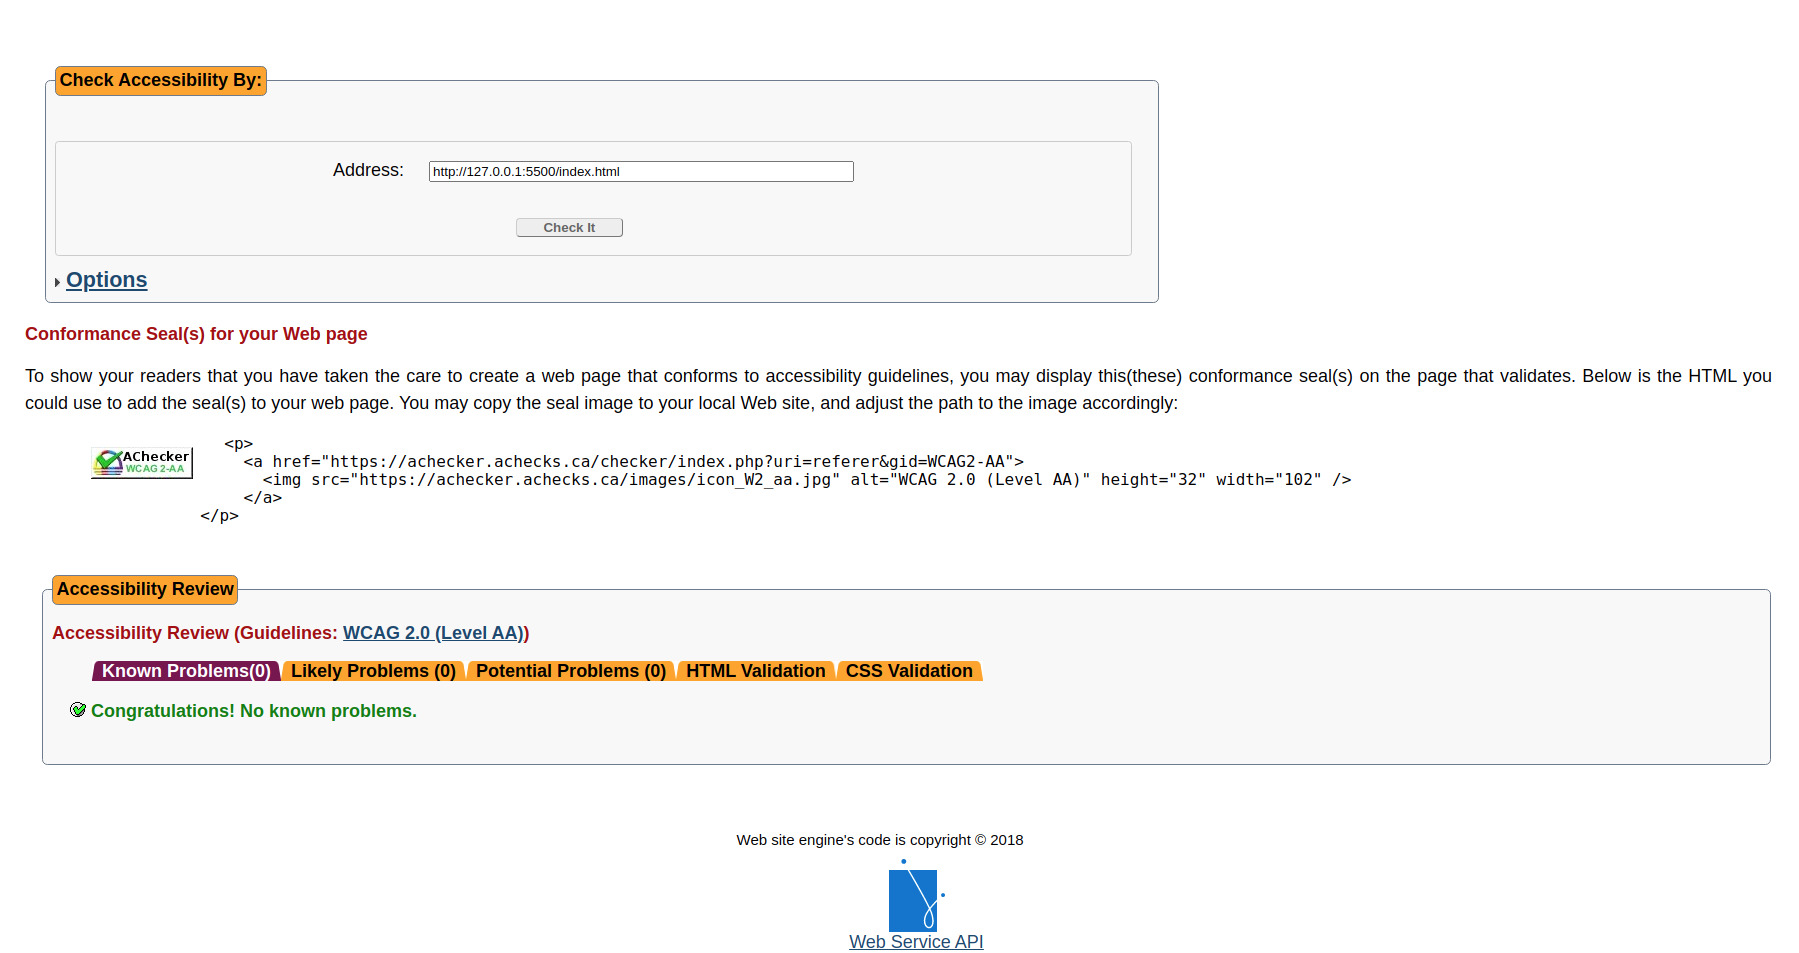 Check Accessibility By:
Address: http://127.0.0.1:5500/index.html
Check It
Options
Conformance Seal(s) for your Web page
To show your readers that you have taken the care to create a web page that conforms to accessibility guidelines, you may display this(these) conformance seal(s) on the page that validates. Below is the HTML you
could use to add the seal(s) to your web page. You may copy the seal image to your local Web site, and adjust the path to the image accordingly:
AChecker
WCAG 2-AA
<p>
<a href="https://achecker.achecks.ca/checker/index.php?uri=referer&gid=WCAG2-AA">
<img src="https://achecker.achecks.ca/images/icon_W2_aa.jpg" alt="WCAG 2.0 (Level AA)" height="32" width="102" />
</a>
</p>
Accessibility Review
Accessibility Review (Guidelines: WCAG 2.0 (Level AA))
Known Problems(0) Likely Problems (0) Potential Problems (0) HTML Validation CSS Validation
Congratulations! No known problems.
Web site engine's code is copyright © 2018
Web Service API